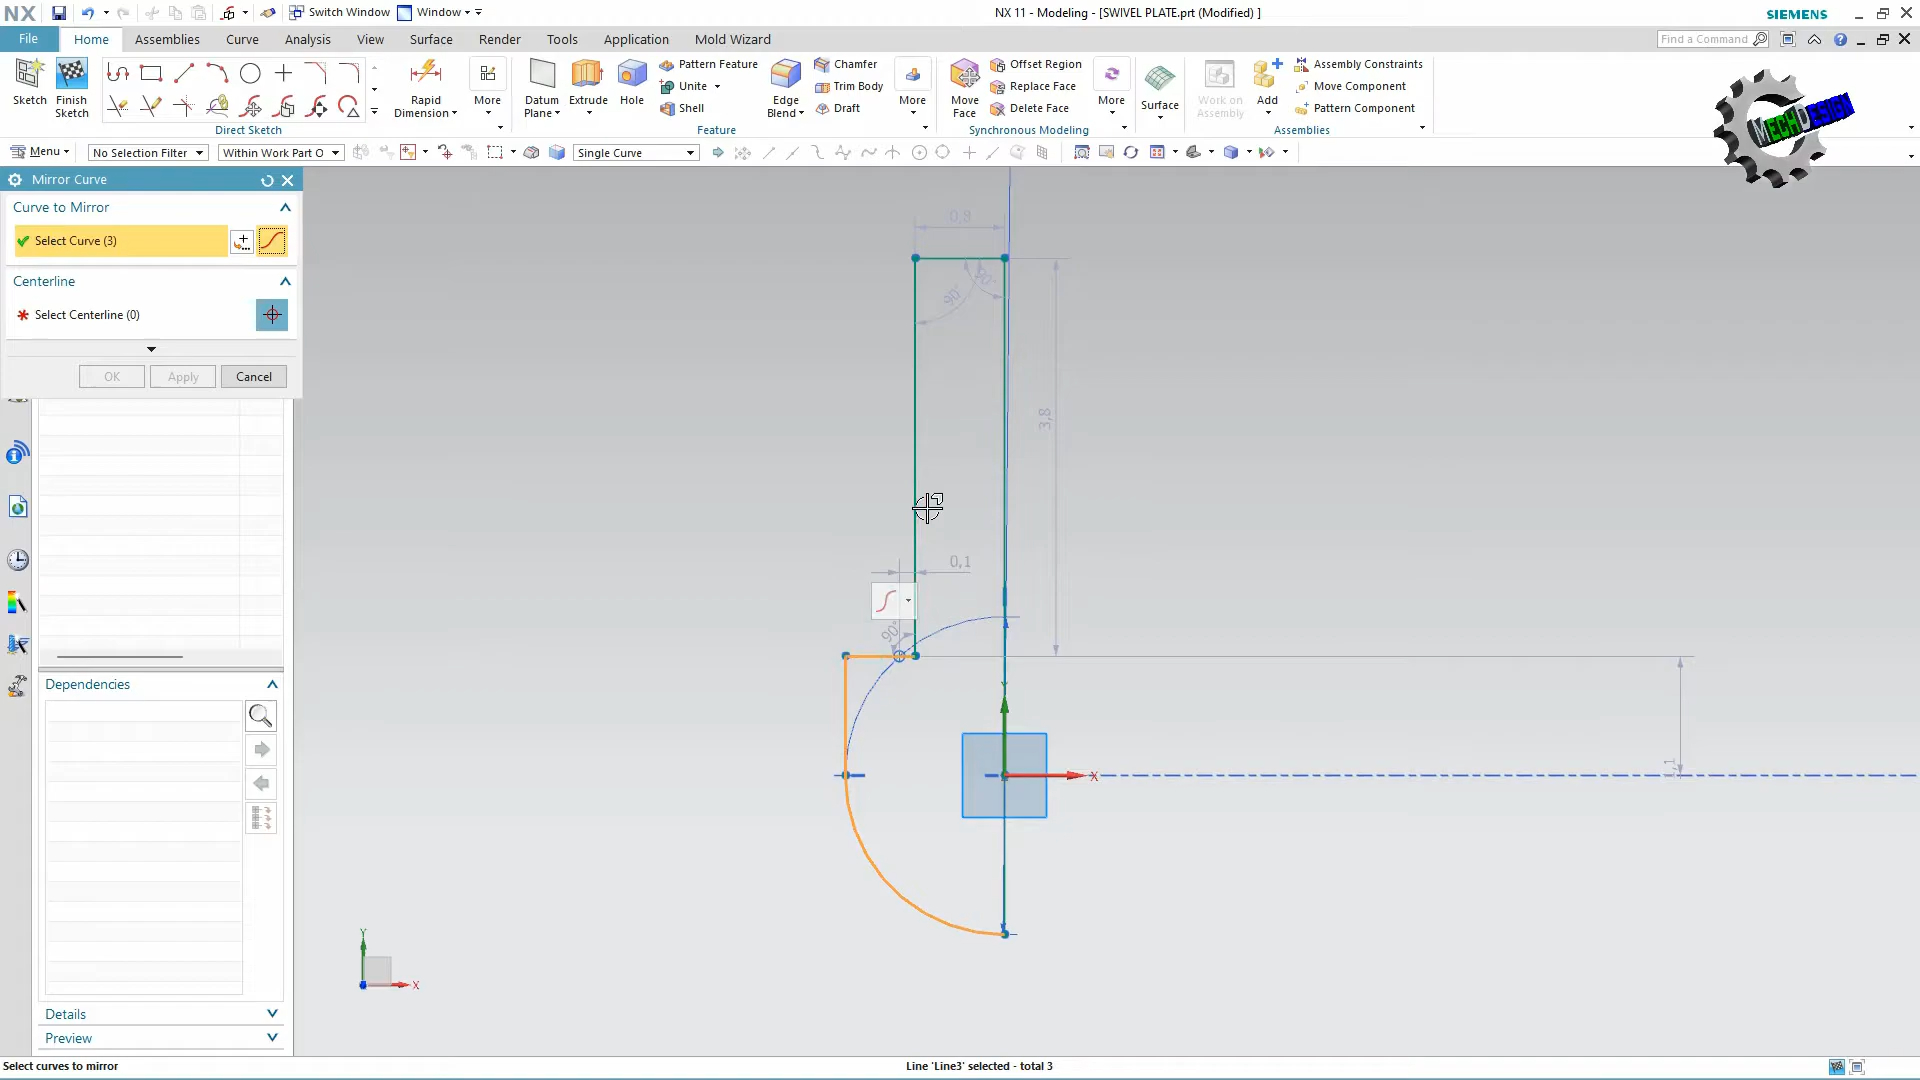 NX
Switch Window
Window
NX 11 - Modeling - [SWIVEL PLATE.prt (Modified) ]
SIEMENS
File
Home
Assemblies
Curve
Analysis
View
Surface
Render
Tools
Application
Mold Wizard
Find a Command
Sketch
Finish Sketch
Direct Sketch
Rapid Dimension
More
Datum Plane
Extrude
Hole
Pattern Feature
Unite
Shell
Edge Blend
Chamfer
Trim Body
Draft
More
Feature
Move Face
Offset Region
Replace Face
Delete Face
More
Synchronous Modeling
Surface
Work on Assembly
Add
Assembly Constraints
Move Component
Pattern Component
Assemblies
MECHDESIGN
Menu
No Selection Filter
Within Work Part O
Single Curve
Mirror Curve
Curve to Mirror
Select Curve (3)
Centerline
Select Centerline (0)
OK
Apply
Cancel
0,8
90°
3,8
0,1
90°
1,1
Y
X
Y
X
Dependencies
Details
Preview
Select curves to mirror
Line 'Line3' selected - total 3